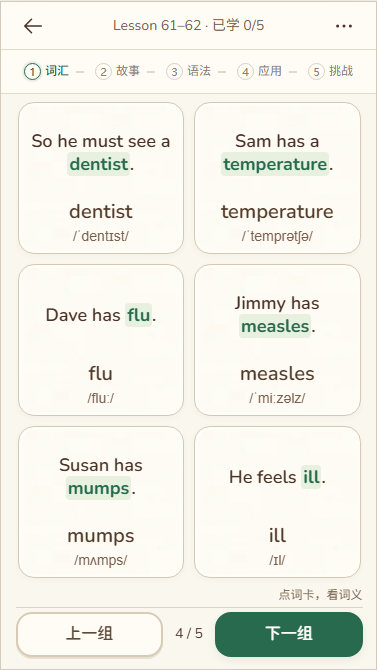 Lesson 61–62 · 已学 0/5
1 词汇 – 2 故事 – 3 语法 – 4 应用 – 5 挑战
So he must see a
dentist.
dentist
/ˈdentɪst/
Sam has a
temperature.
temperature
/ˈtemprətʃə/
Dave has flu.
flu
/fluː/
Jimmy has
measles.
measles
/ˈmiːzəlz/
Susan has
mumps.
mumps
/mʌmps/
He feels ill.
ill
/ɪl/
点词卡，看词义
上一组
4 / 5
下一组